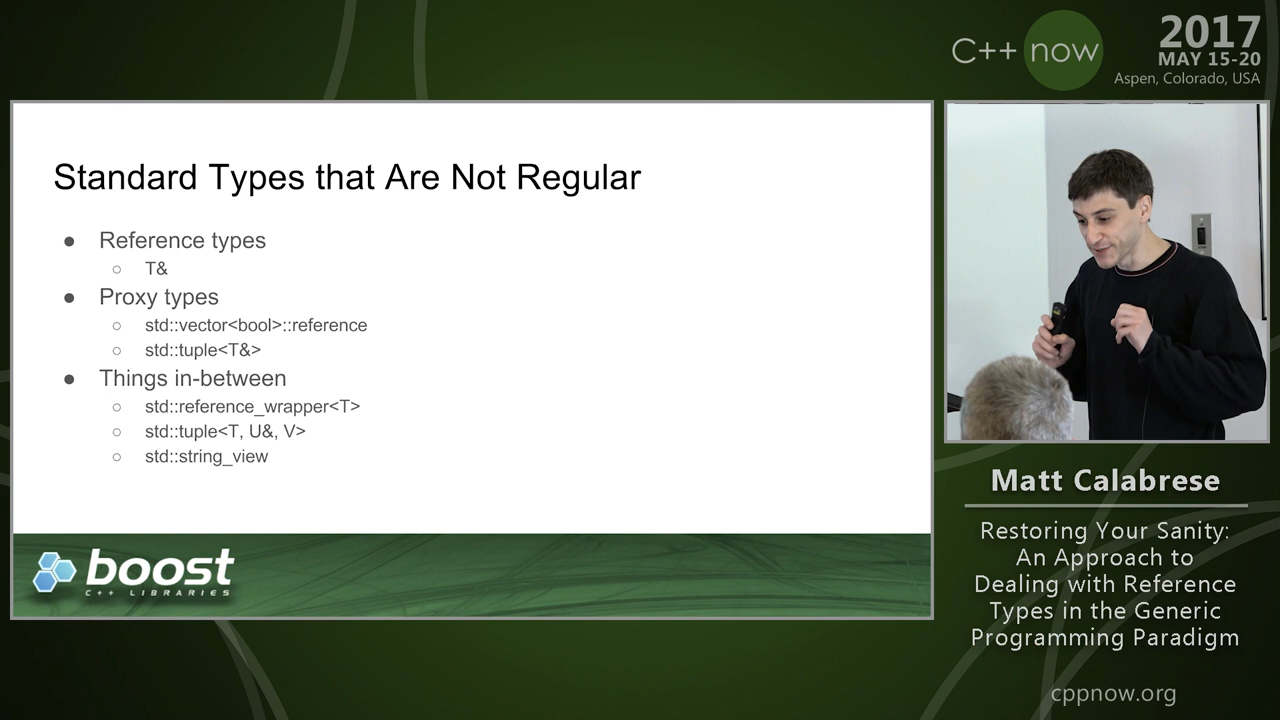 C++ now
2017
MAY 15-20
Aspen, Colorado, USA
Standard Types that Are Not Regular
● Reference types
○ T&
● Proxy types
○ std::vector<bool>::reference
○ std::tuple<T&>
● Things in-between
○ std::reference_wrapper<T>
○ std::tuple<T, U&, V>
○ std::string_view
boost
C++ LIBRARIES
Matt Calabrese
Restoring Your Sanity:
An Approach to
Dealing with Reference
Types in the Generic
Programming Paradigm
cppnow.org